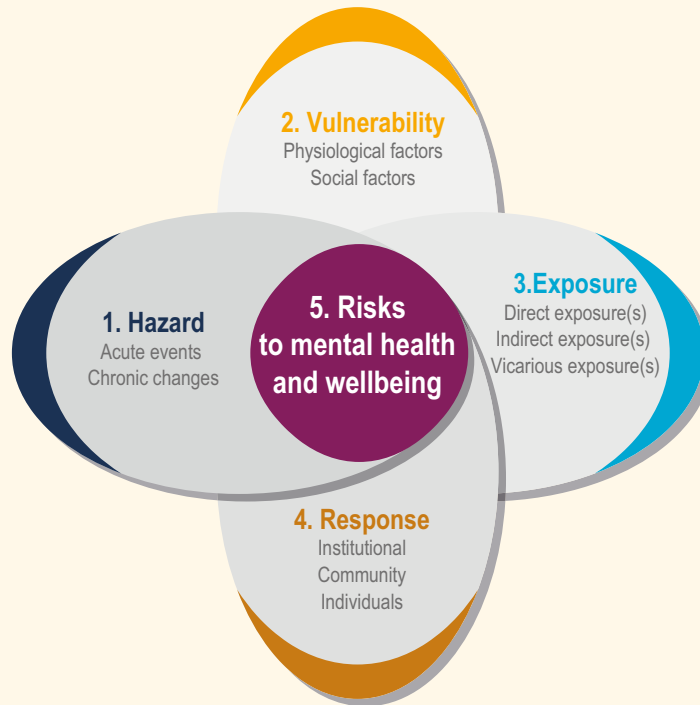 2. Vulnerability
Physiological factors
Social factors
1. Hazard
Acute events
Chronic changes
5. Risks
to mental health
and wellbeing
3.Exposure
Direct exposure(s)
Indirect exposure(s)
Vicarious exposure(s)
4. Response
Institutional
Community
Individuals